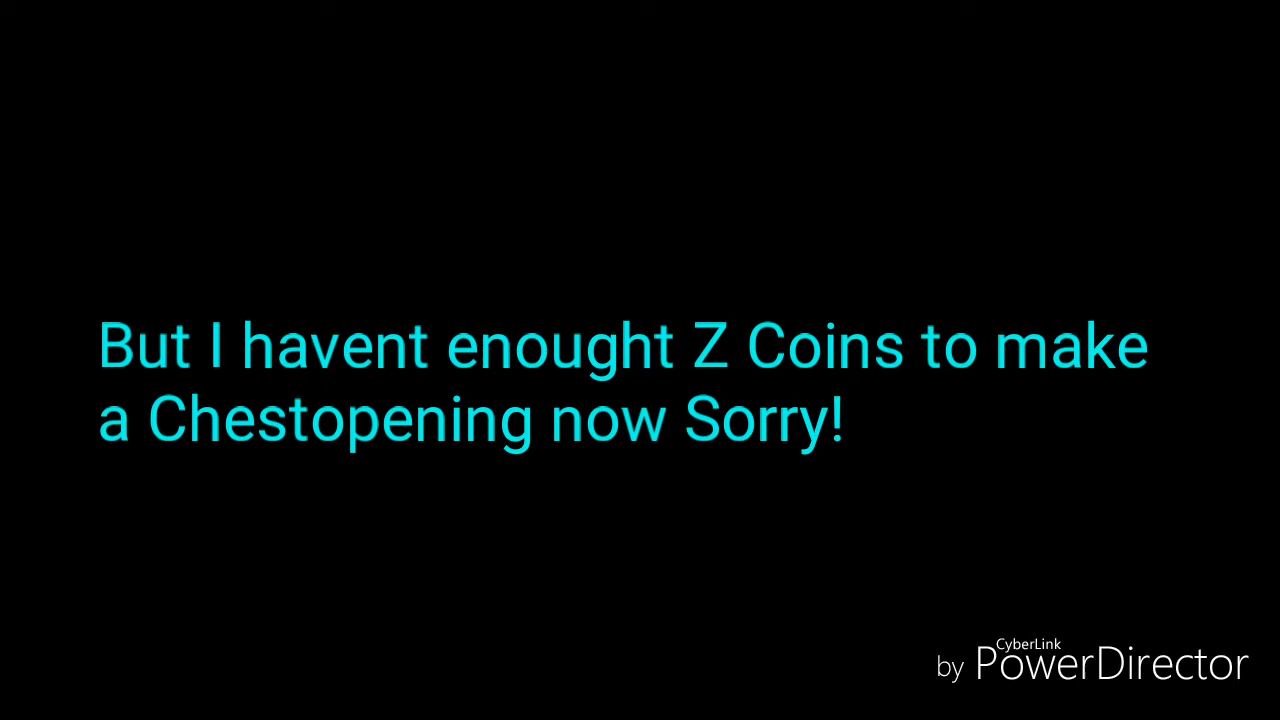 But I havent enought Z Coins to make
a Chestopening now Sorry!
CyberLink
by PowerDirector